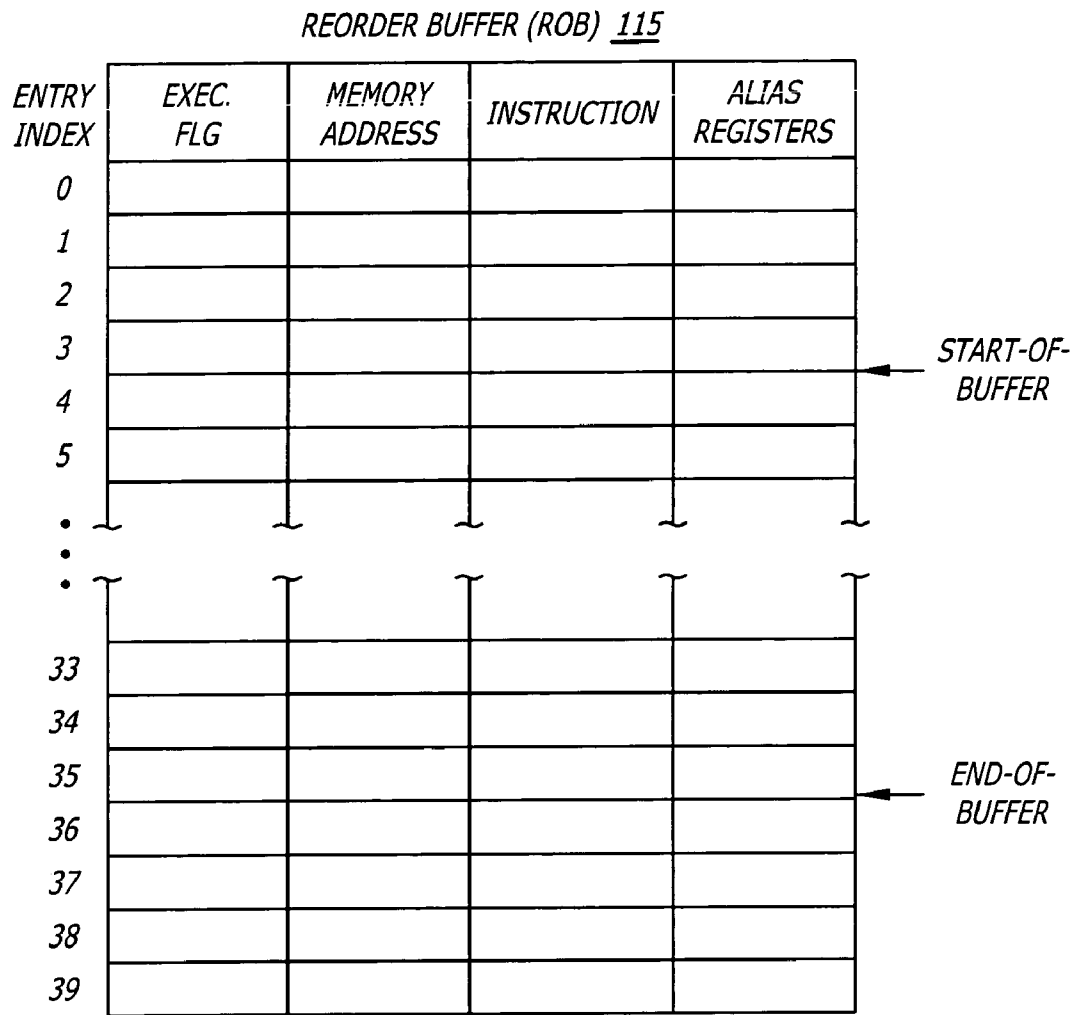 REORDER BUFFER (ROB) 115
ENTRY INDEX
EXEC. FLG
MEMORY ADDRESS
INSTRUCTION
ALIAS REGISTERS
0
1
2
3
4
5
START-OF-
BUFFER
33
34
35
36
37
38
39
END-OF-
BUFFER